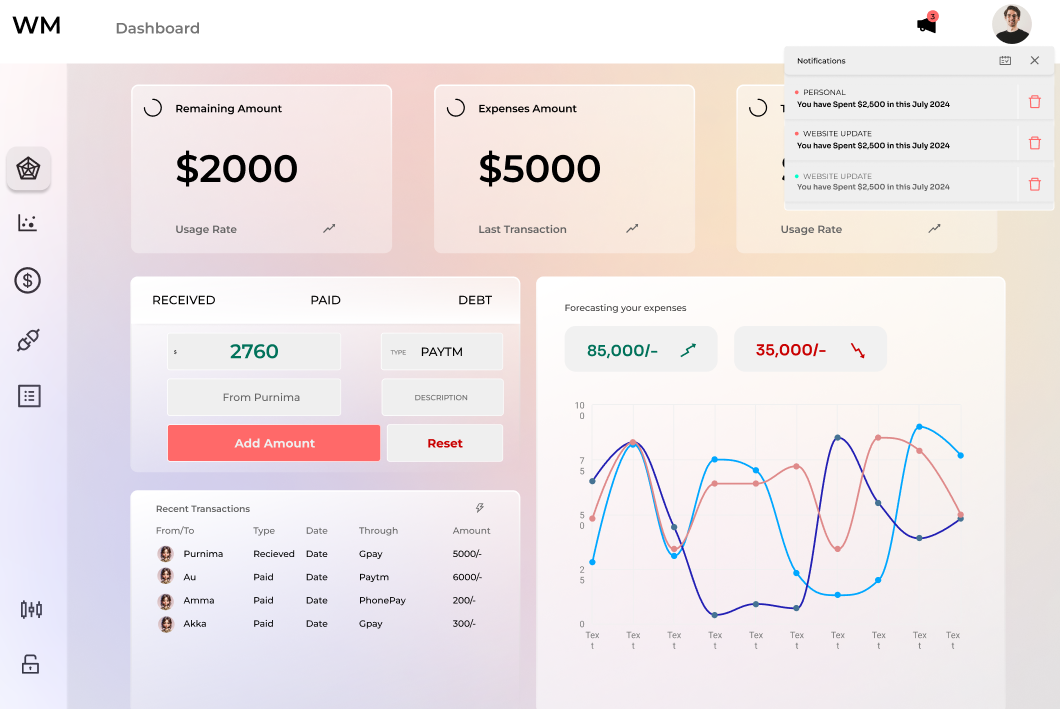 WM
Dashboard
3
Notifications
PERSONAL
You have Spent $2,500 in this July 2024
WEBSITE UPDATE
You have Spent $2,500 in this July 2024
WEBSITE UPDATE
You have Spent $2,500 in this July 2024
Remaining Amount
$2000
Usage Rate
Expenses Amount
$5000
Last Transaction
Usage Rate
RECEIVED PAID DEBT
$ 2760 TYPE PAYTM
From Purnima DESCRIPTION
Add Amount Reset
Recent Transactions
From/To Type Date Through Amount
Purnima Recieved Date Gpay 5000/-
Au Paid Date Paytm 6000/-
Amma Paid Date PhonePay 200/-
Akka Paid Date Gpay 300/-
Forecasting your expenses
85,000/- 35,000/-
10
0
7
5
5
0
2
5
0
Tex Tex Tex Tex Tex Tex Tex Tex Tex Tex
t t t t t t t t t t